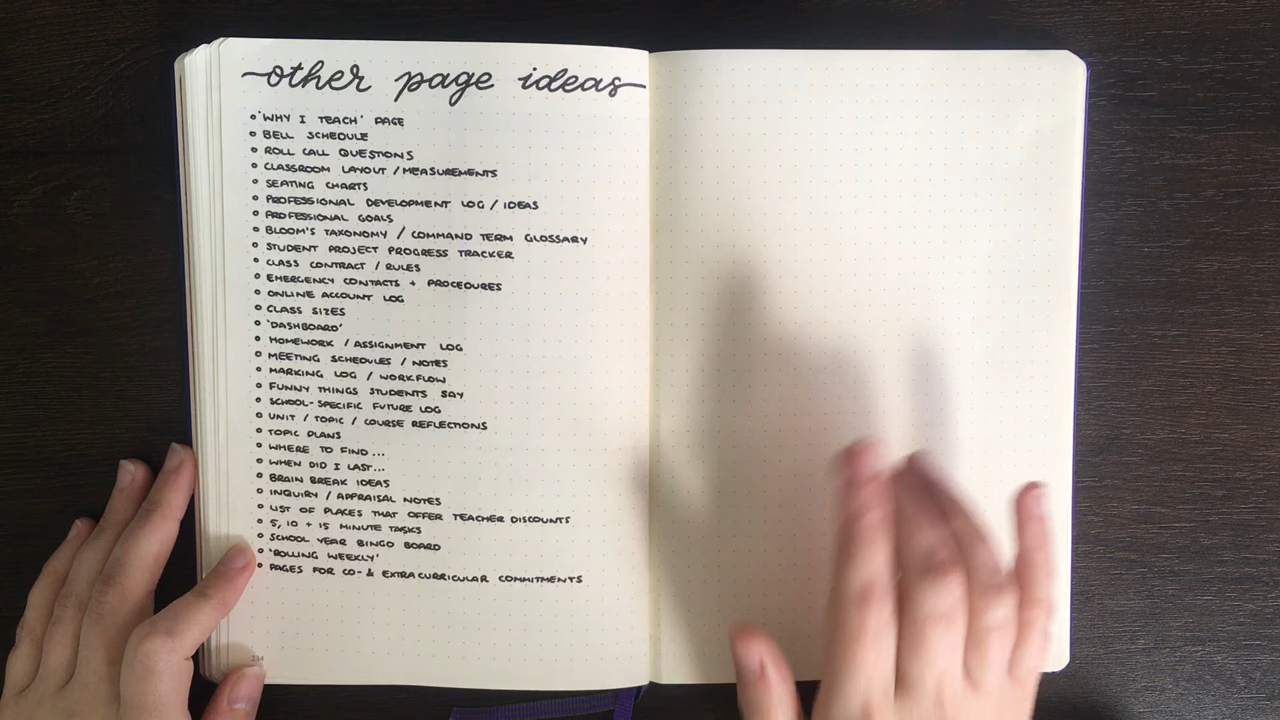 other page ideas
• 'WHY I TEACH' PAGE
• BELL SCHEDULE
• ROLL CALL QUESTIONS
• CLASSROOM LAYOUT / MEASUREMENTS
• SEATING CHARTS
• PROFESSIONAL DEVELOPMENT LOG / IDEAS
• PROFESSIONAL GOALS
• BLOOM'S TAXONOMY / COMMAND TERM GLOSSARY
• STUDENT PROJECT PROGRESS TRACKER
• CLASS CONTRACT / RULES
• EMERGENCY CONTACTS + PROCEDURES
• ONLINE ACCOUNT LOG
• CLASS SIZES
• 'DASHBOARD'
• HOMEWORK / ASSIGNMENT LOG
• MEETING SCHEDULES / NOTES
• MARKING LOG / WORKFLOW
• FUNNY THINGS STUDENTS SAY
• SCHOOL-SPECIFIC FUTURE LOG
• UNIT / TOPIC / COURSE REFLECTIONS
• TOPIC PLANS
• WHERE TO FIND...
• WHEN DID I LAST...
• BRAIN BREAK IDEAS
• INQUIRY / APPRAISAL NOTES
• LIST OF PLACES THAT OFFER TEACHER DISCOUNTS
• 5, 10 + 15 MINUTE TASKS
• SCHOOL YEAR BINGO BOARD
• 'ROLLING WEEKLY'
• PAGES FOR CO- & EXTRACURRICULAR COMMITMENTS
234